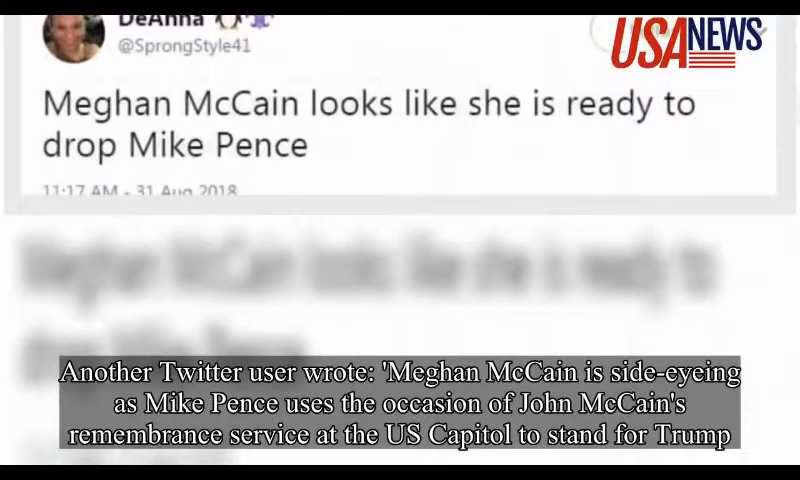 DeAnna
USA NEWS
@SprongStyle41
Meghan McCain looks like she is ready to
drop Mike Pence
11:17 AM - 31 Aug 2018
Another Twitter user wrote: 'Meghan McCain is side-eyeing
as Mike Pence uses the occasion of John McCain's
remembrance service at the US Capitol to stand for Trump